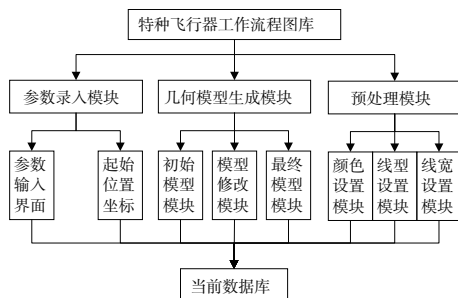 特种飞行器工作流程图库
参数录入模块
几何模型生成模块
预处理模块
参数
输入
界面
起始
位置
坐标
初始
模型
模块
模型
修改
模块
最终
模型
模块
颜色
设置
模块
线型
设置
模块
线宽
设置
模块
当前数据库